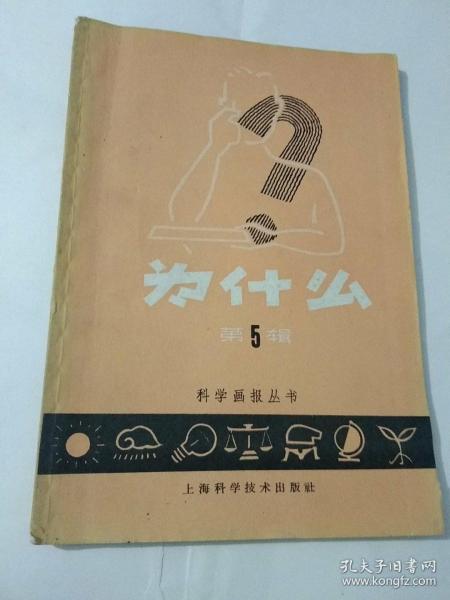 为什么
第5辑
科学画报丛书
上海科学技术出版社
孔夫子旧书网
www.kongfz.com